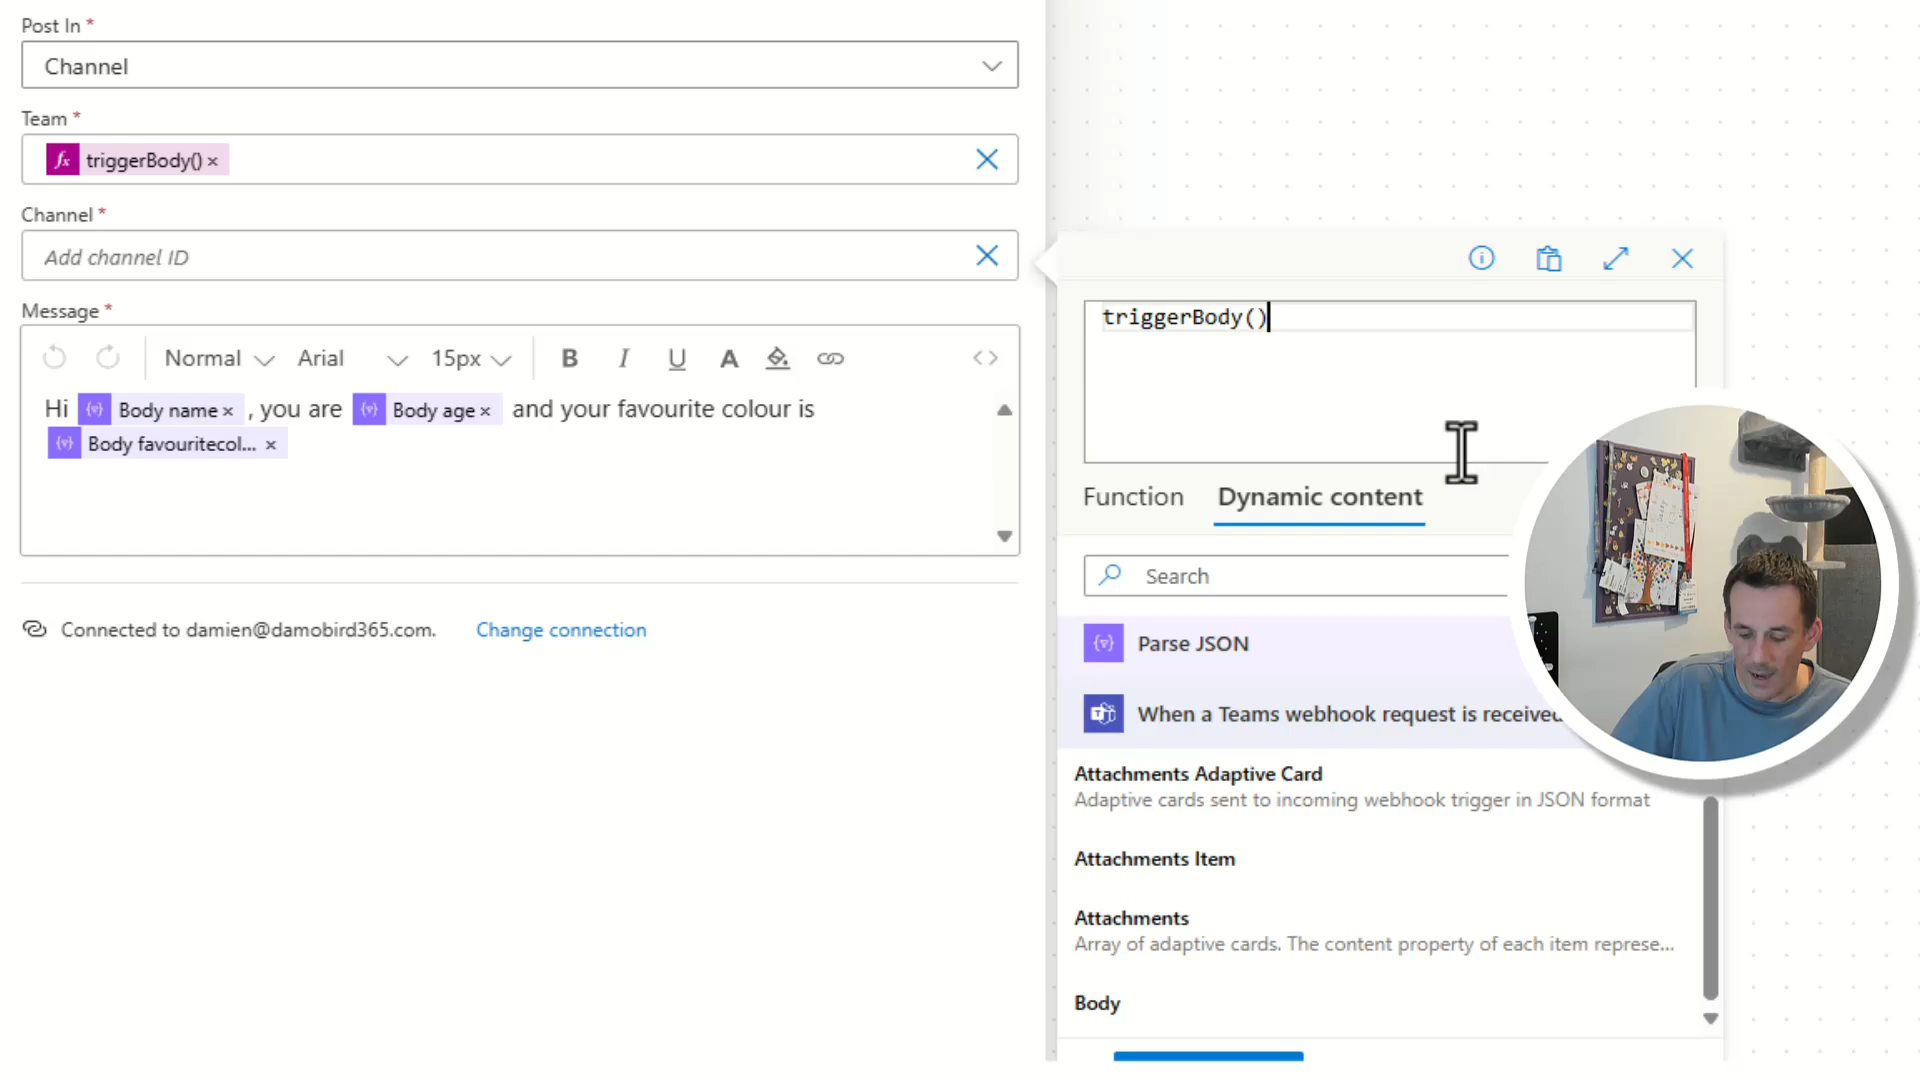 Post In *
Channel
Team *
fx triggerBody() ×
Channel *
Add channel ID
Message *
Normal Arial 15px B I U A <>
Hi Body name × , you are Body age × and your favourite colour is
Body favouritecol... ×
Connected to damien@damobird365.com. Change connection
triggerBody()
Function Dynamic content
Search
Parse JSON
When a Teams webhook request is received
Attachments Adaptive Card
Adaptive cards sent to incoming webhook trigger in JSON format
Attachments Item
Attachments
Array of adaptive cards. The content property of each item represe...
Body